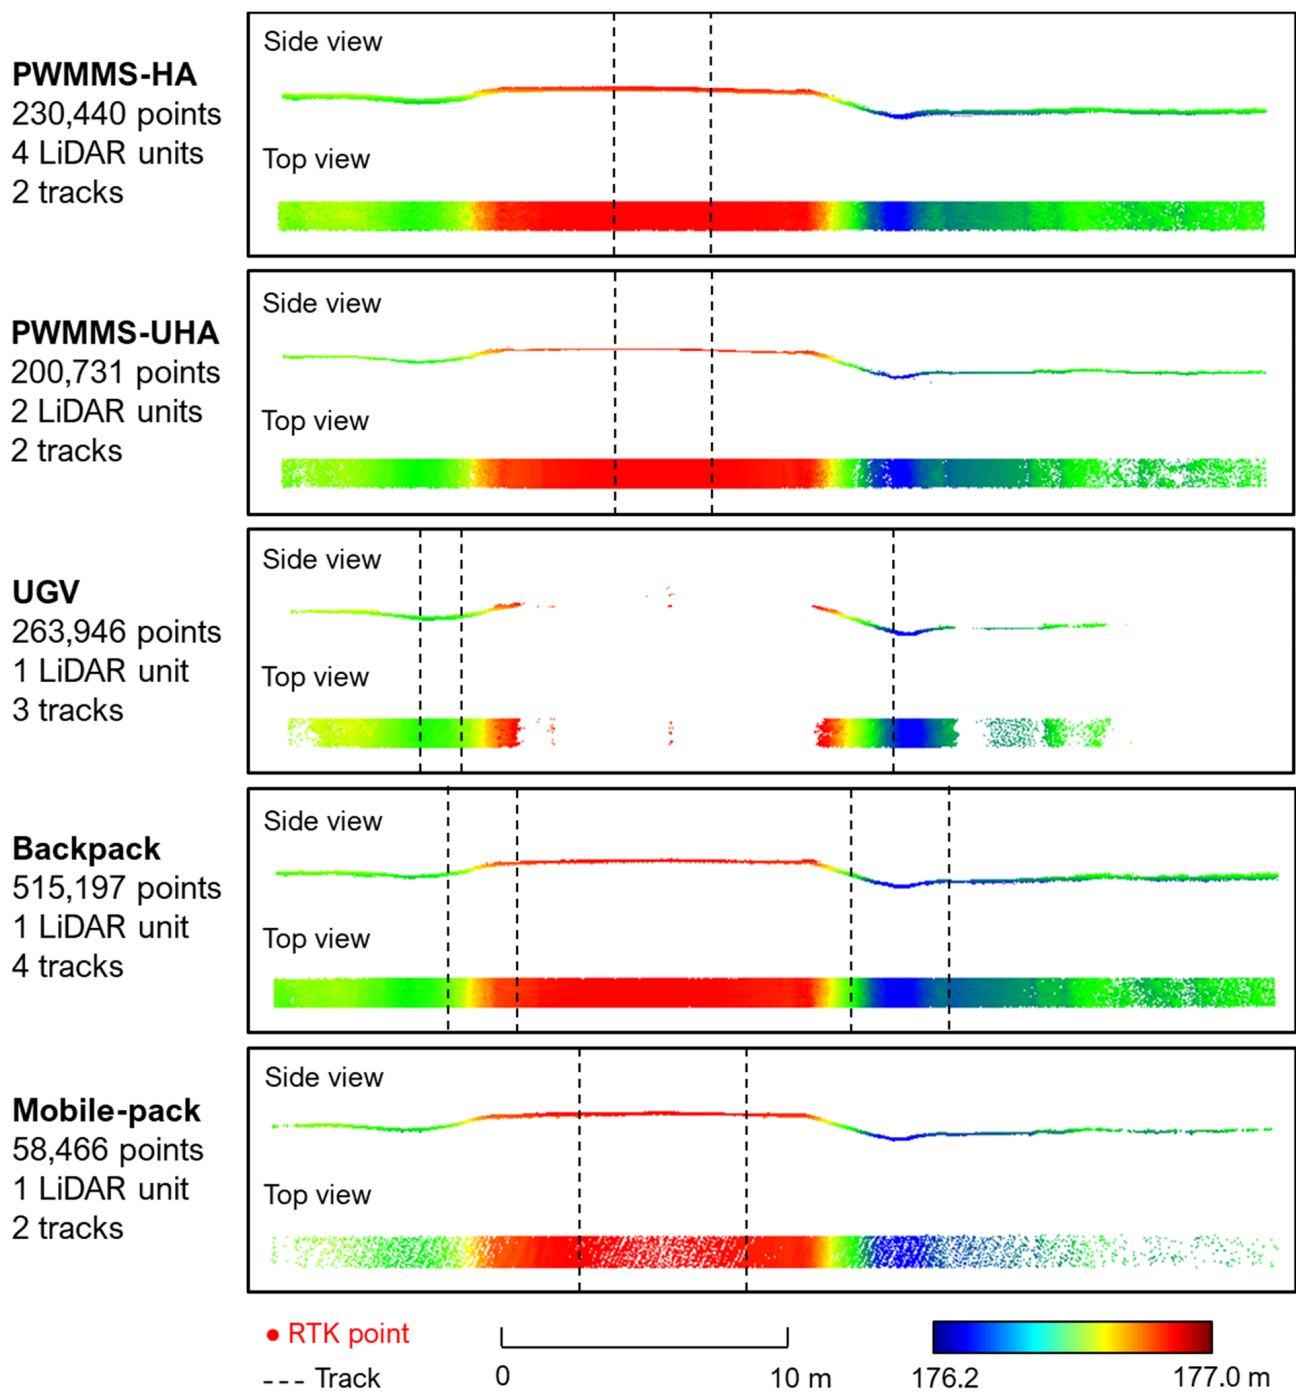 PWMMS-HA
230,440 points
4 LiDAR units
2 tracks
Side view
Top view
PWMMS-UHA
200,731 points
2 LiDAR units
2 tracks
Side view
Top view
UGV
263,946 points
1 LiDAR unit
3 tracks
Side view
Top view
Backpack
515,197 points
1 LiDAR unit
4 tracks
Side view
Top view
Mobile-pack
58,466 points
1 LiDAR unit
2 tracks
Side view
Top view
RTK point
Track
0 10 m
176.2 177.0 m